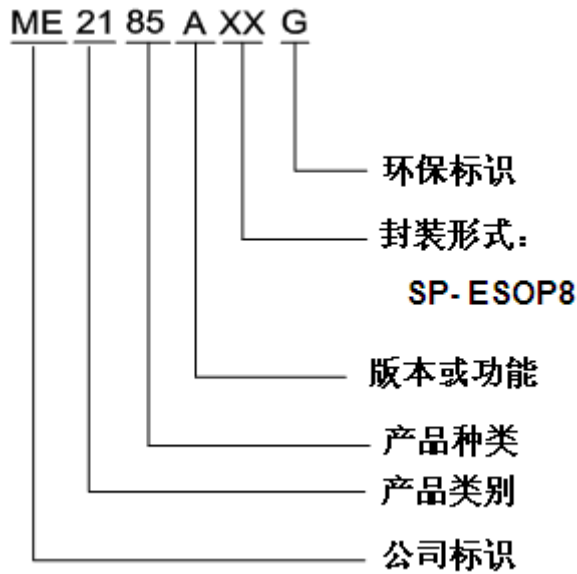 ME 21 85 A XX G
环保标识
封装形式:
SP- ESOP8
版本或功能
产品种类
产品类别
公司标识